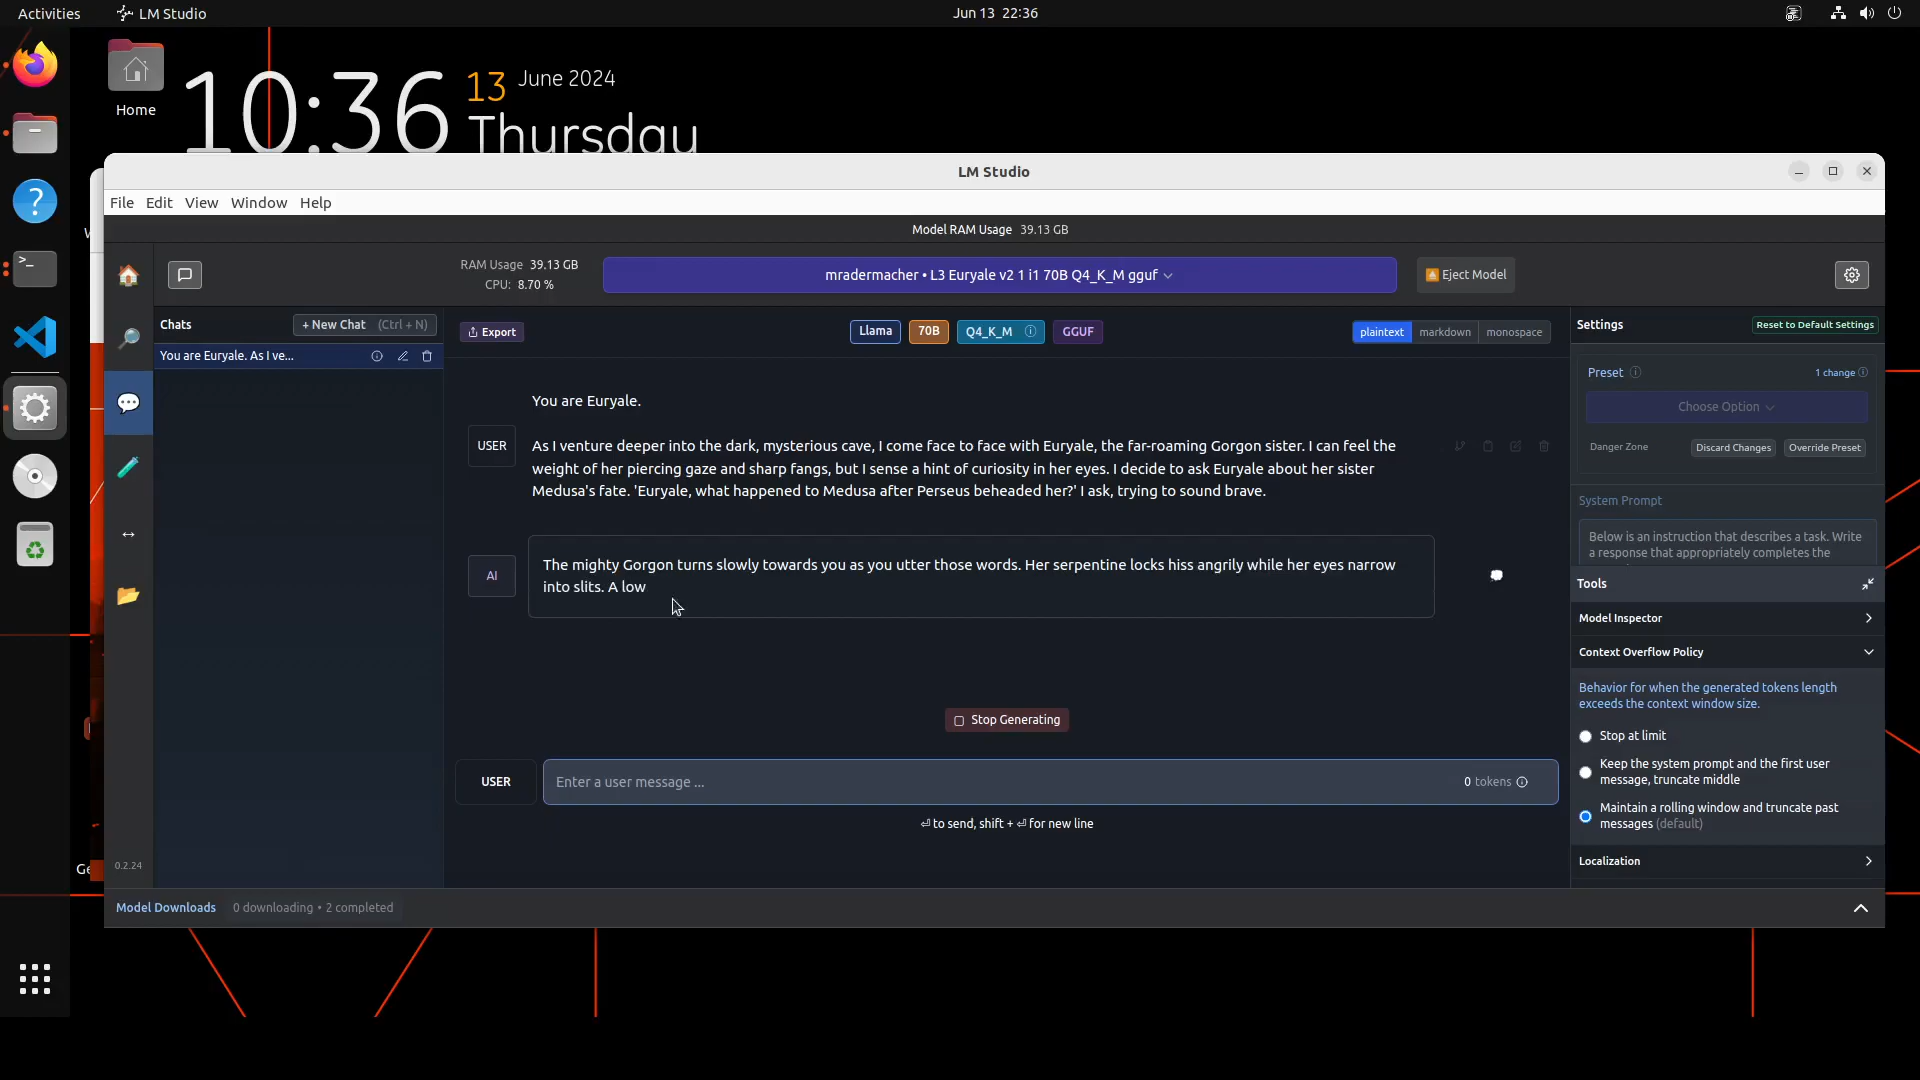 Activities
LM Studio
Jun 13 22:36
Home
10:36
13
June 2024
Thursday
LM Studio
File Edit View Window Help
Model RAM Usage 39.13 GB
RAM Usage 39.13 GB
CPU: 8.70 %
mradermacher • L3 Euryale v2 1 i1 70B Q4_K_M gguf
Eject Model
Chats
+ New Chat (Ctrl + N)
You are Euryale. As I ve...
Export
Llama
70B
Q4_K_M
GGUF
plaintext
markdown
monospace
You are Euryale.
USER
As I venture deeper into the dark, mysterious cave, I come face to face with Euryale, the far-roaming Gorgon sister. I can feel the
weight of her piercing gaze and sharp fangs, but I sense a hint of curiosity in her eyes. I decide to ask Euryale about her sister
Medusa's fate. 'Euryale, what happened to Medusa after Perseus beheaded her?' I ask, trying to sound brave.
AI
The mighty Gorgon turns slowly towards you as you utter those words. Her serpentine locks hiss angrily while her eyes narrow
into slits. A low
Stop Generating
USER
Enter a user message ...
0 tokens
⏎ to send, shift + ⏎ for new line
0.2.24
Settings
Reset to Default Settings
Preset
1 change
Choose Option
Danger Zone
Discard Changes
Override Preset
System Prompt
Below is an instruction that describes a task. Write
a response that appropriately completes the
Tools
Model Inspector
Context Overflow Policy
Behavior for when the generated tokens length
exceeds the context window size.
Stop at limit
Keep the system prompt and the first user
message, truncate middle
Maintain a rolling window and truncate past
messages (default)
Localization
Model Downloads
0 downloading • 2 completed